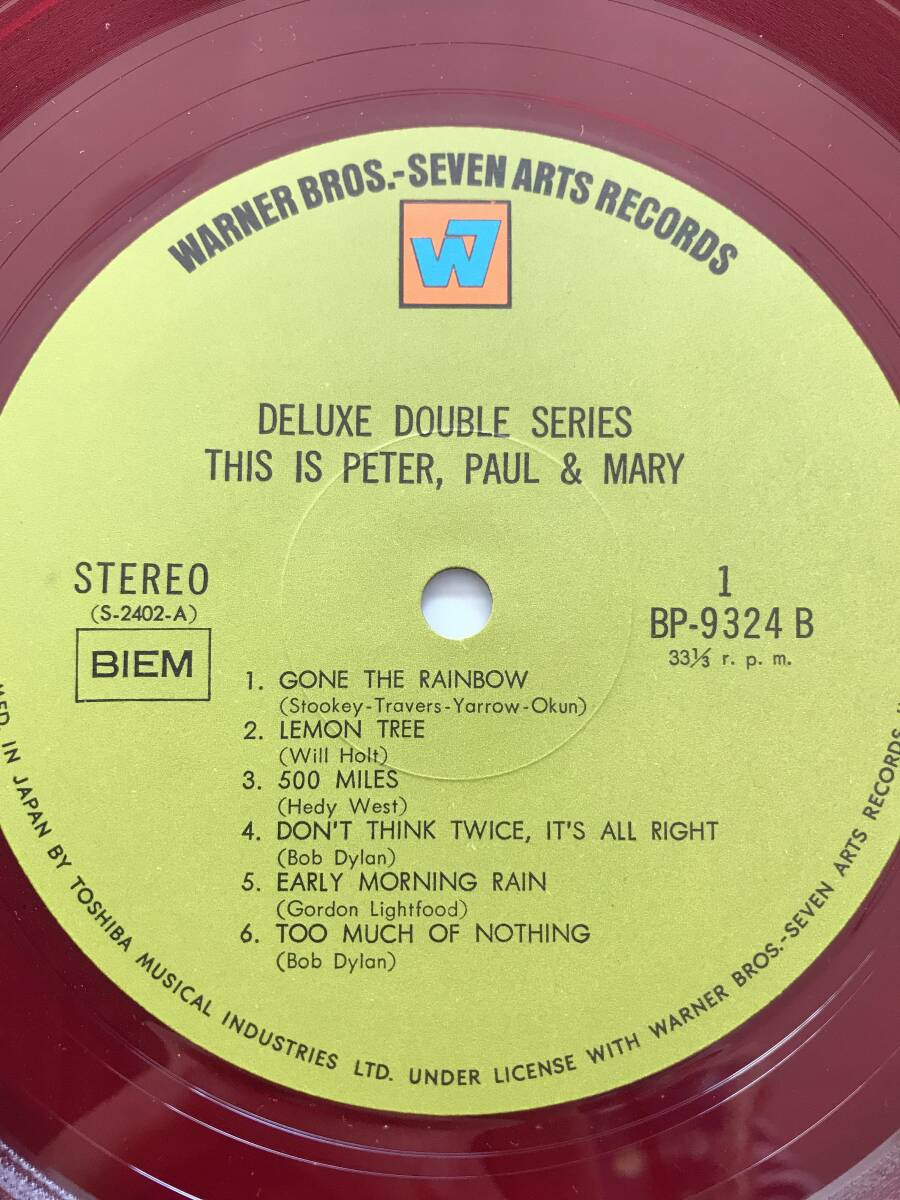 WARNER BROS.-SEVEN ARTS RECORDS
W7
DELUXE DOUBLE SERIES
THIS IS PETER, PAUL & MARY
STEREO
(S-2402-A)
BIEM
1
BP-9324 B
33⅓ r. p. m.
1. GONE THE RAINBOW
(Stookey-Travers-Yarrow-Okun)
2. LEMON TREE
(Will Holt)
3. 500 MILES
(Hedy West)
4. DON'T THINK TWICE, IT'S ALL RIGHT
(Bob Dylan)
5. EARLY MORNING RAIN
(Gordon Lightfood)
6. TOO MUCH OF NOTHING
(Bob Dylan)
MFD. IN JAPAN BY TOSHIBA MUSICAL INDUSTRIES LTD. UNDER LICENSE WITH WARNER BROS.-SEVEN ARTS RECORDS